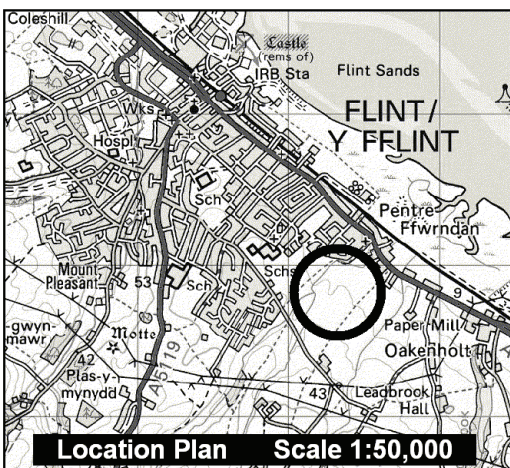 Coleshill
Castle
(rems of)
IRB Sta
Flint Sands
FLINT/
Y FFLINT
Wks
Hospl
Sch
Pentre-
Ffwrndan
Schs
Mount
Pleasant
53
Sch
9
-gwyn-
mawr
Motte
Paper Mill
Oakenholt
42
Plas-y-
mynydd
A5119
43
Leadbrook
Hall
Location Plan Scale 1:50,000